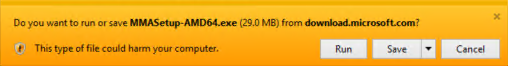 Do you want to run or save MMASetup-AMD64.exe (29.0 MB) from download.microsoft.com?
This type of file could harm your computer.
Run
Save
Cancel